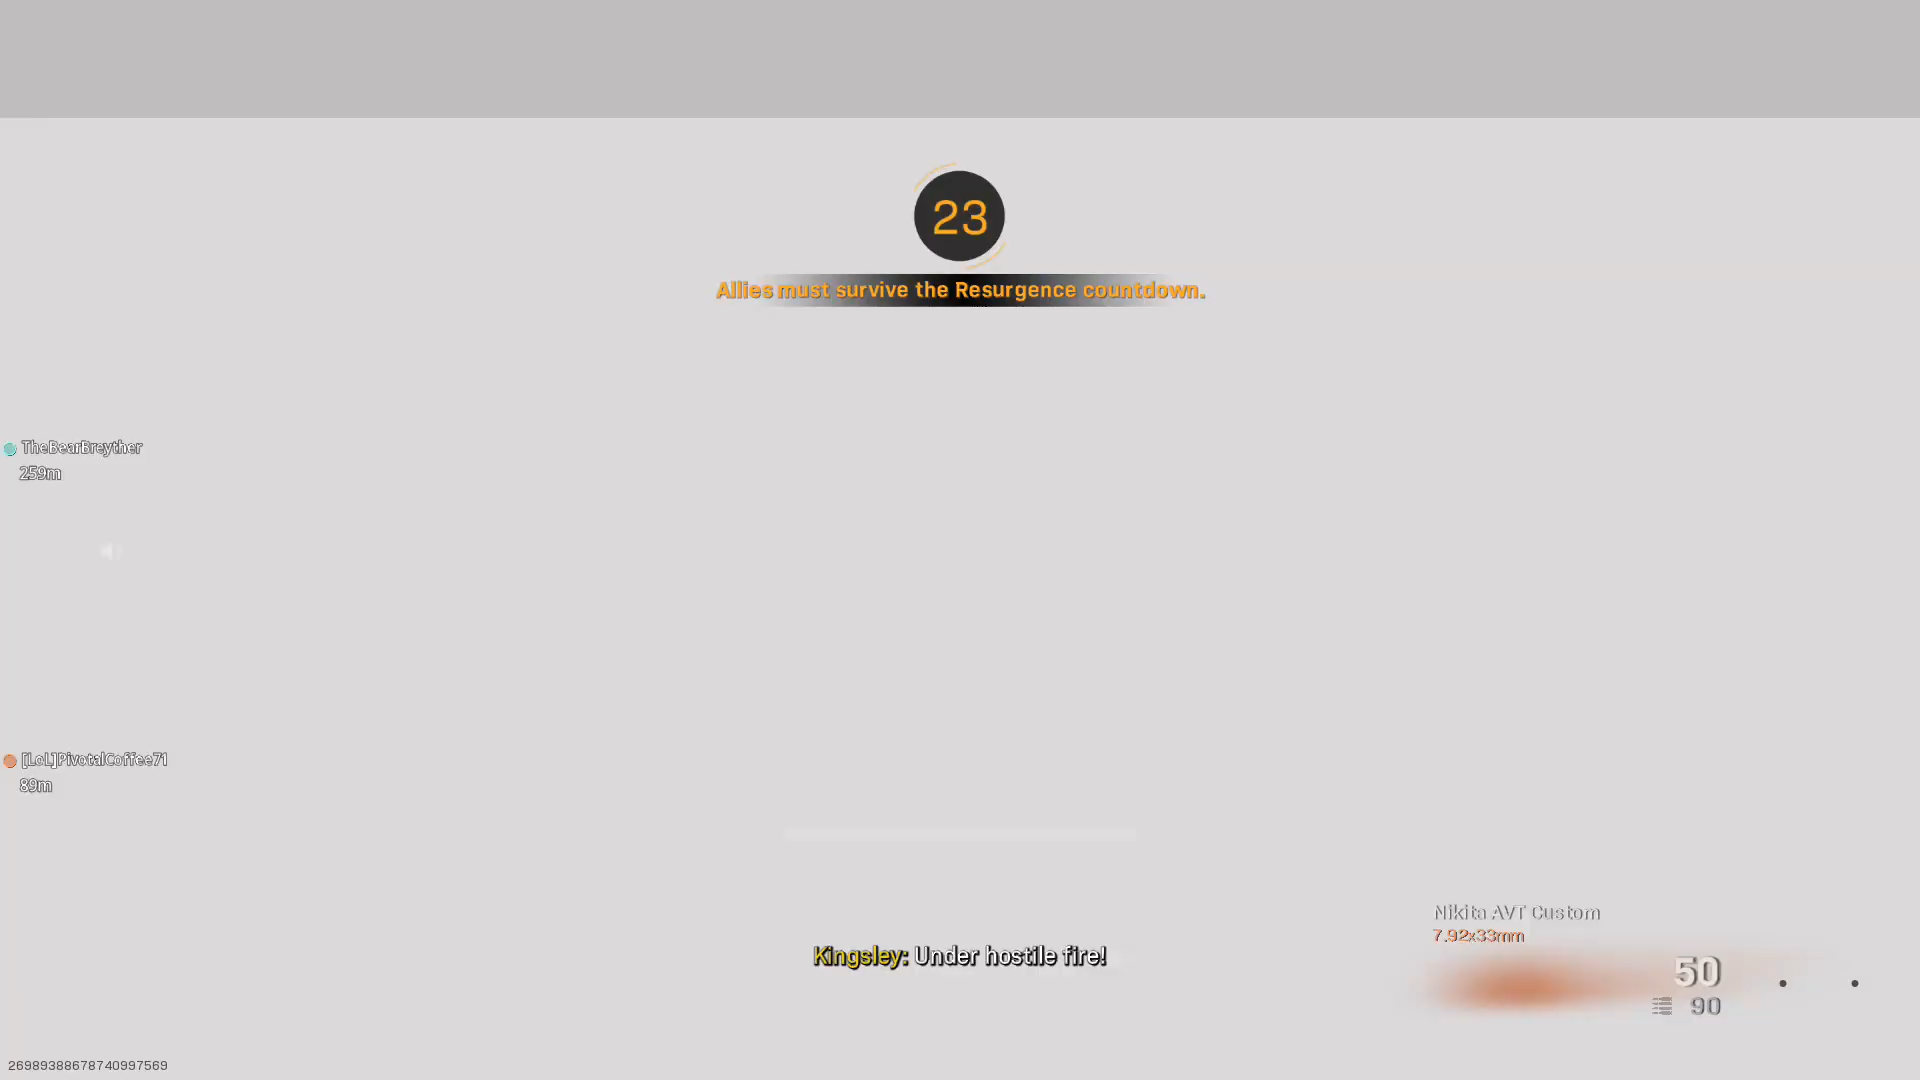 23
Allies must survive the Resurgence countdown.
TheBearBreyther
259m
[LoL]PivotalCoffee71
89m
Nikita AVT Custom
7.92x33mm
Kingsley: Under hostile fire!
50
90
26989388678740997569